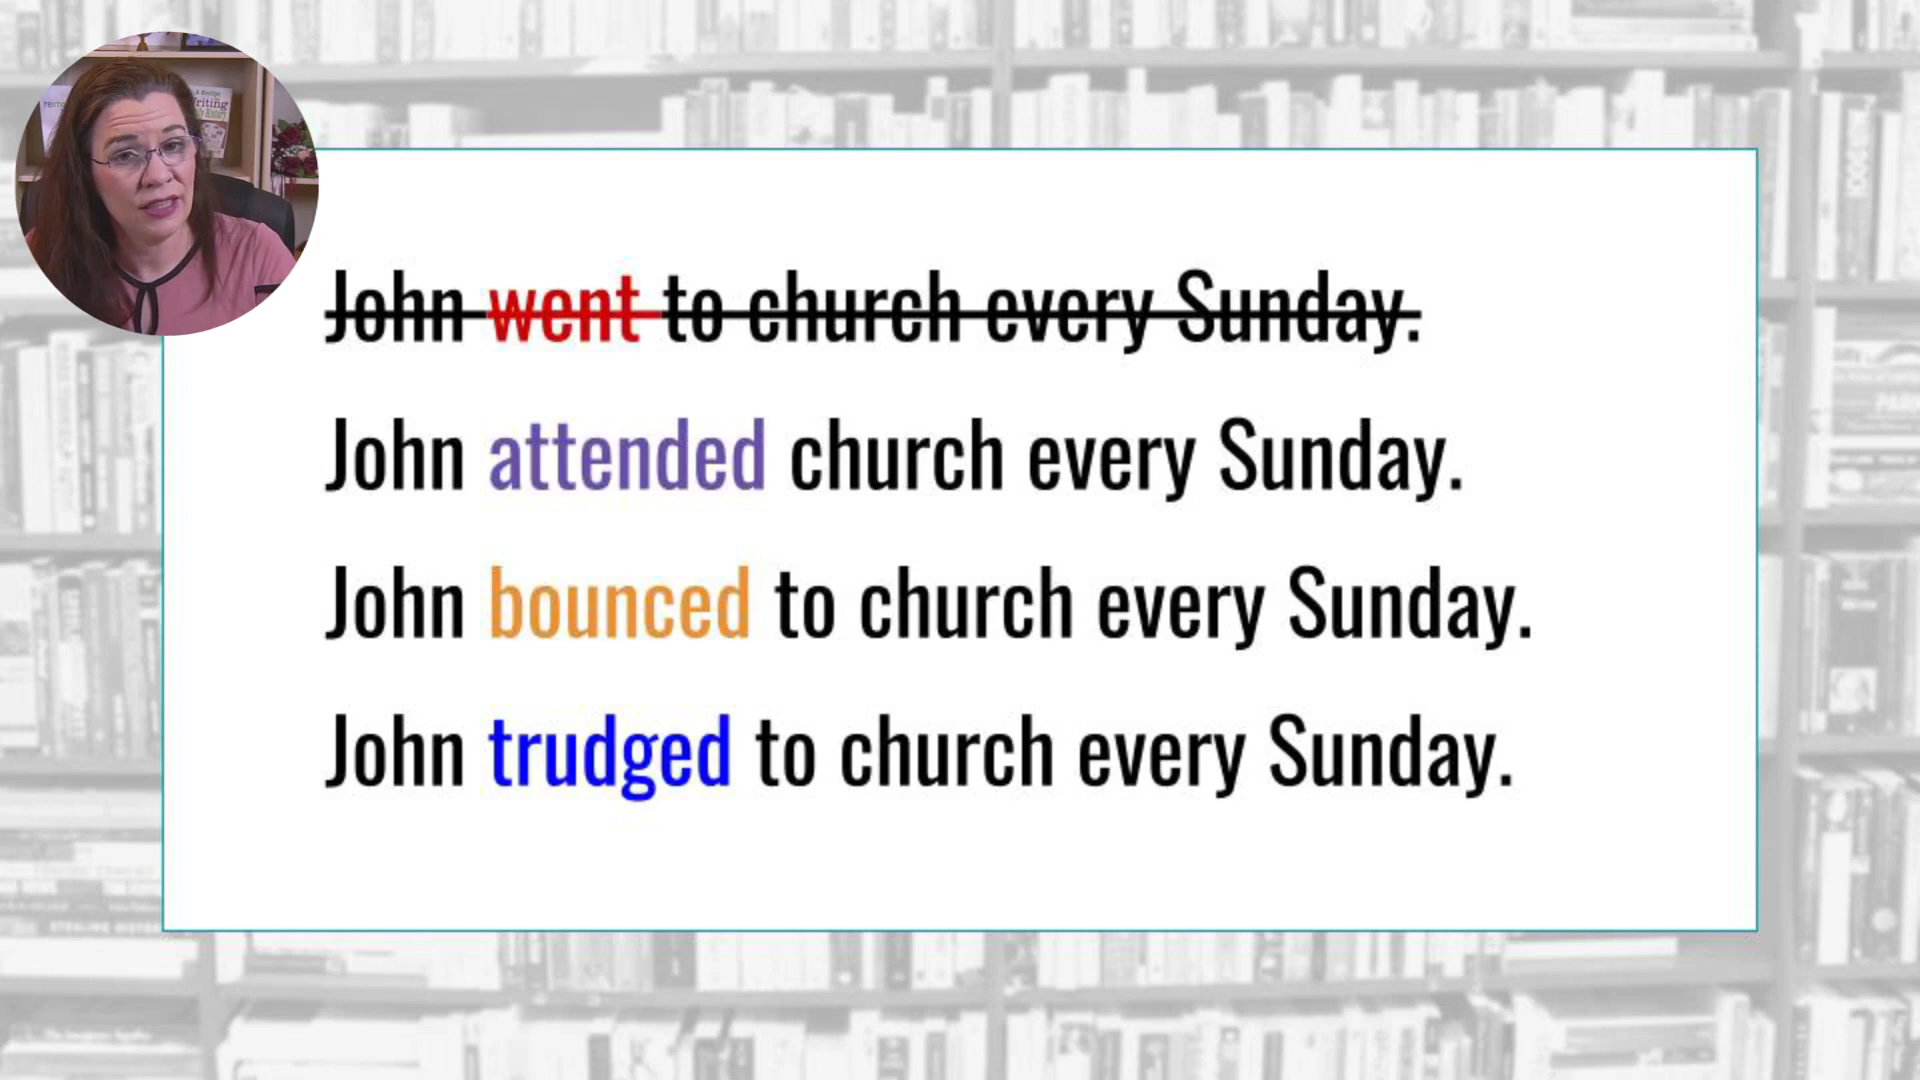 John went to church every Sunday.
John attended church every Sunday.
John bounced to church every Sunday.
John trudged to church every Sunday.